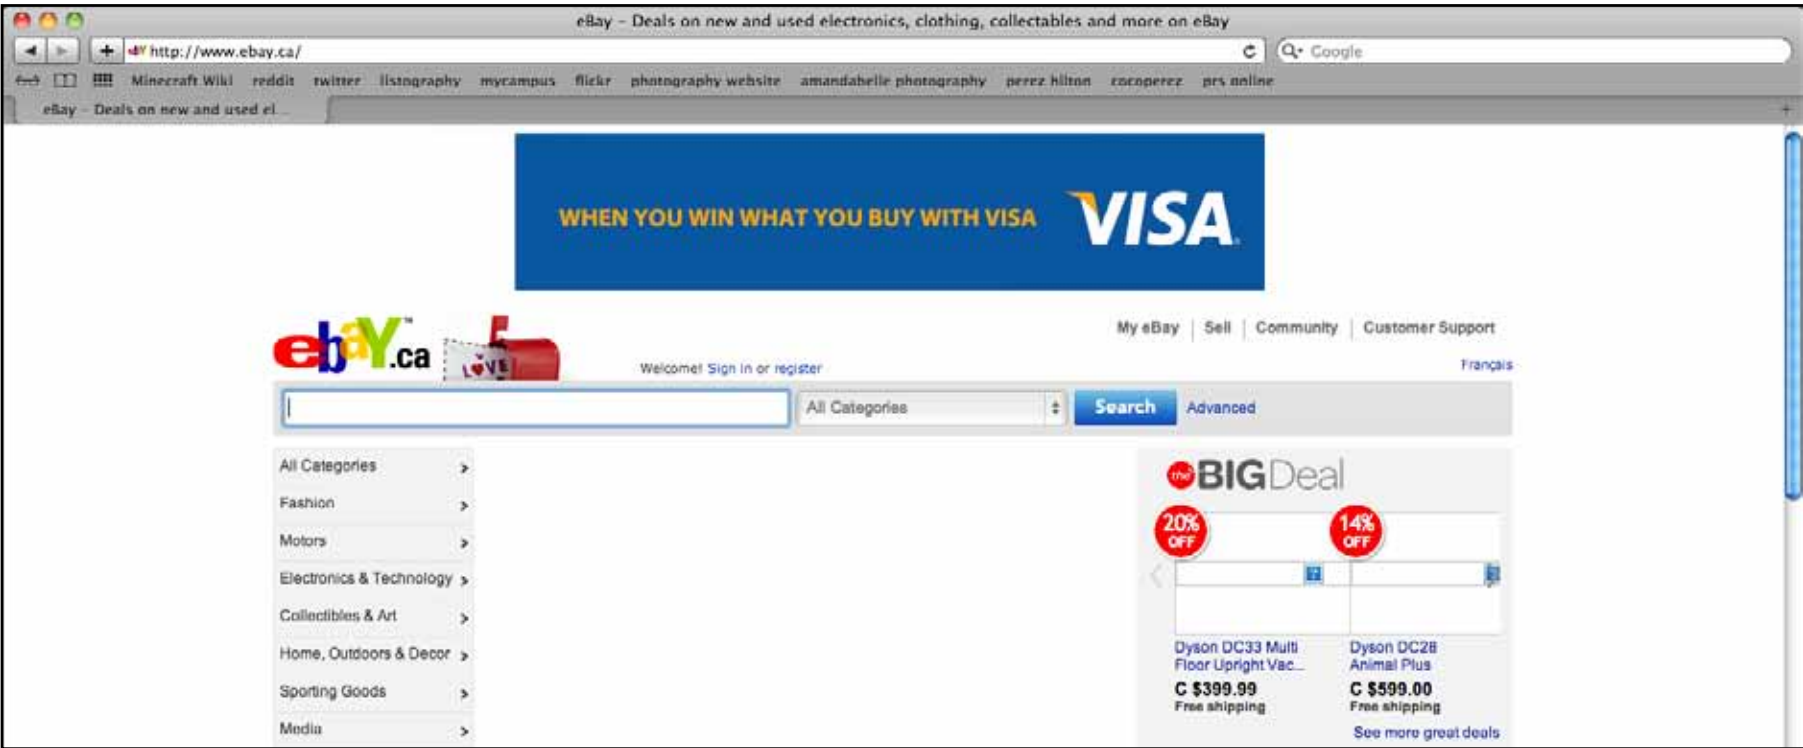 eBay – Deals on new and used electronics, clothing, collectables and more on eBay
http://www.ebay.ca/
Google
Minecraft Wiki reddit twitter listography mycampus flickr photography website amandabelle photography perez hilton cocoperez prs online
eBay – Deals on new and used el...
WHEN YOU WIN WHAT YOU BUY WITH VISA VISA
My eBay | Sell | Community | Customer Support
ebay.ca LOVE
Welcome! Sign in or register
Français
All Categories
Search
Advanced
All Categories
Fashion
Motors
Electronics & Technology
Collectibles & Art
Home, Outdoors & Decor
Sporting Goods
Media
the BIG Deal
20% OFF
14% OFF
Dyson DC33 Multi Floor Upright Vac...
C $399.99
Free shipping
Dyson DC28 Animal Plus
C $599.00
Free shipping
See more great deals